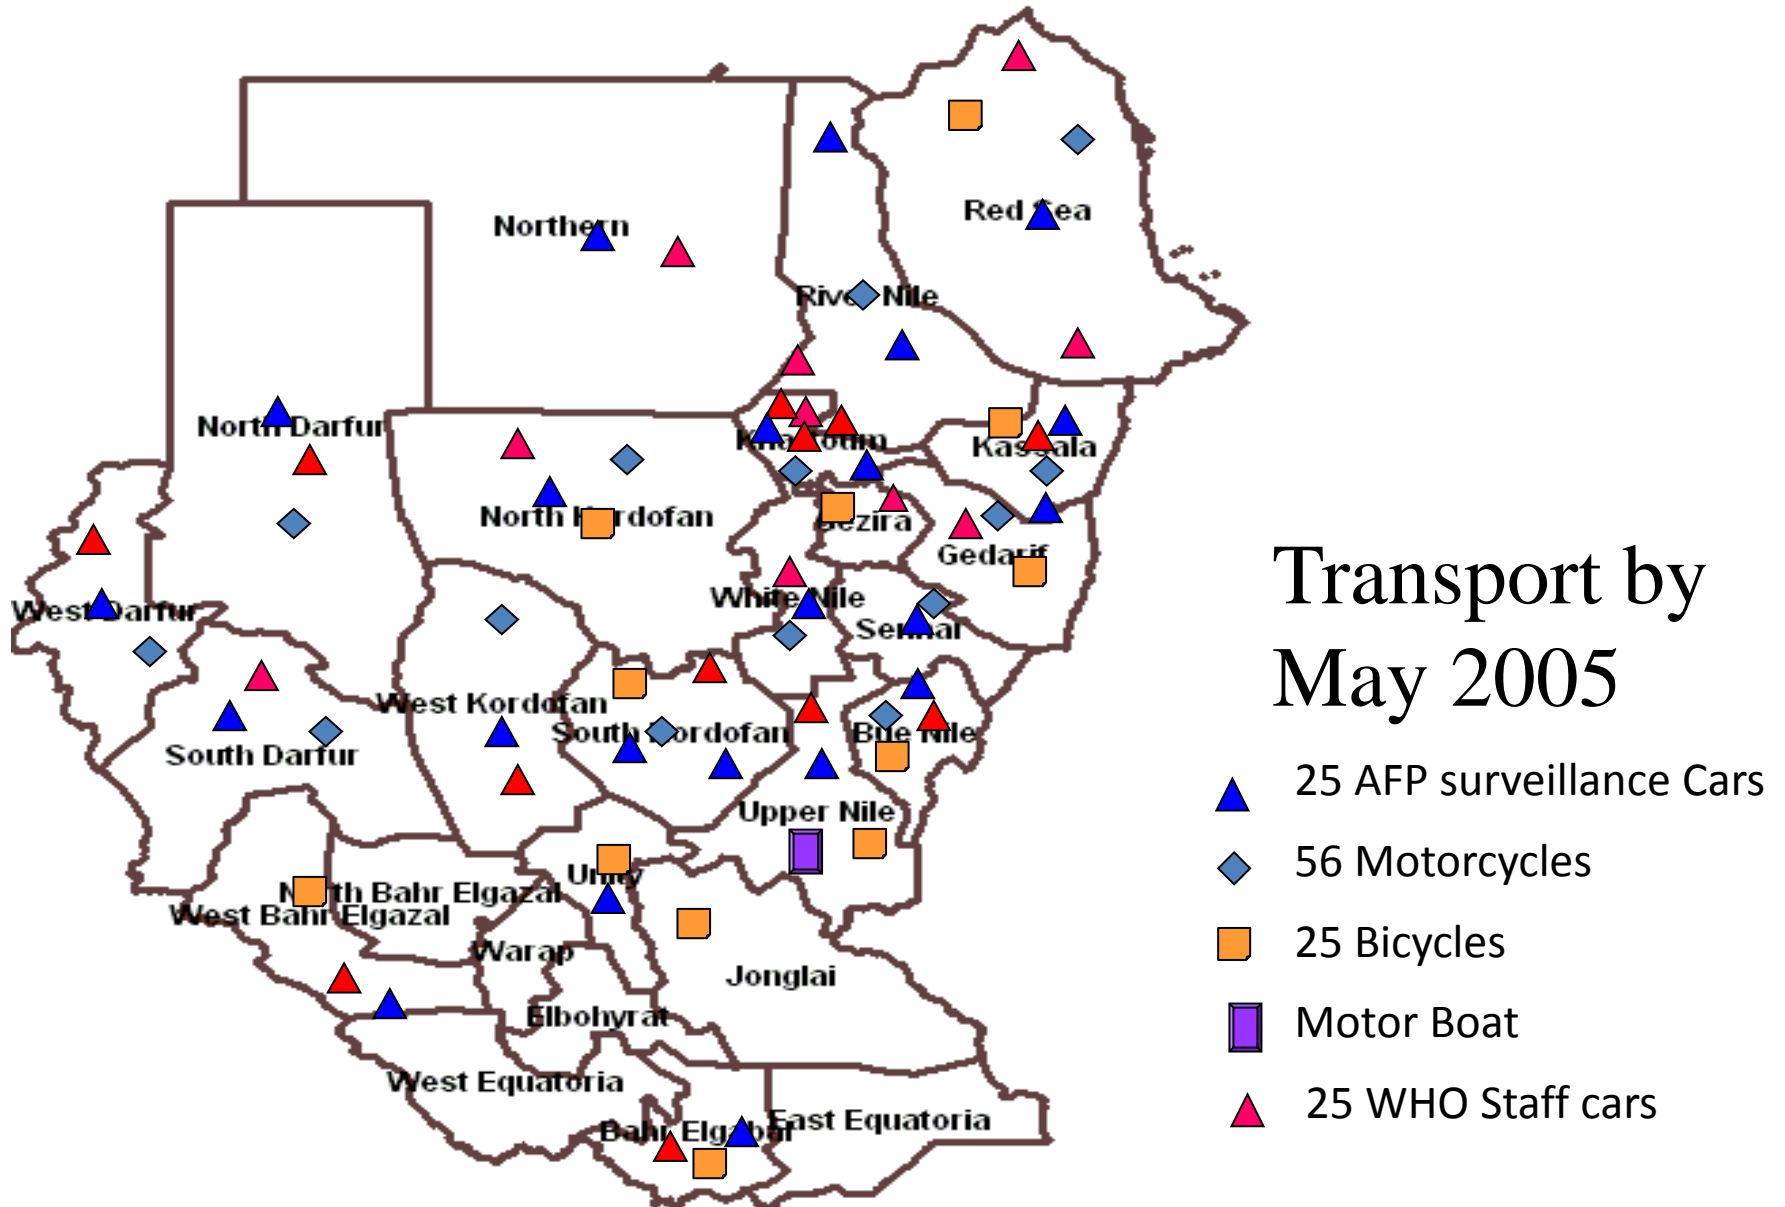 Northern
Red Sea
River Nile
North Darfur
Khartoum
Kassala
North Kordofan
Gezira
Gedarif
West Darfur
White Nile
Sennar
West Kordofan
South Kordofan
Blue Nile
South Darfur
Upper Nile
Unity
North Bahr Elgazal
West Bahr Elgazal
Warap
Jonglai
Elbohyrat
West Equatoria
East Equatoria
Bahr Elgabal
Transport by
May 2005
25 AFP surveillance Cars
56 Motorcycles
25 Bicycles
Motor Boat
25 WHO Staff cars